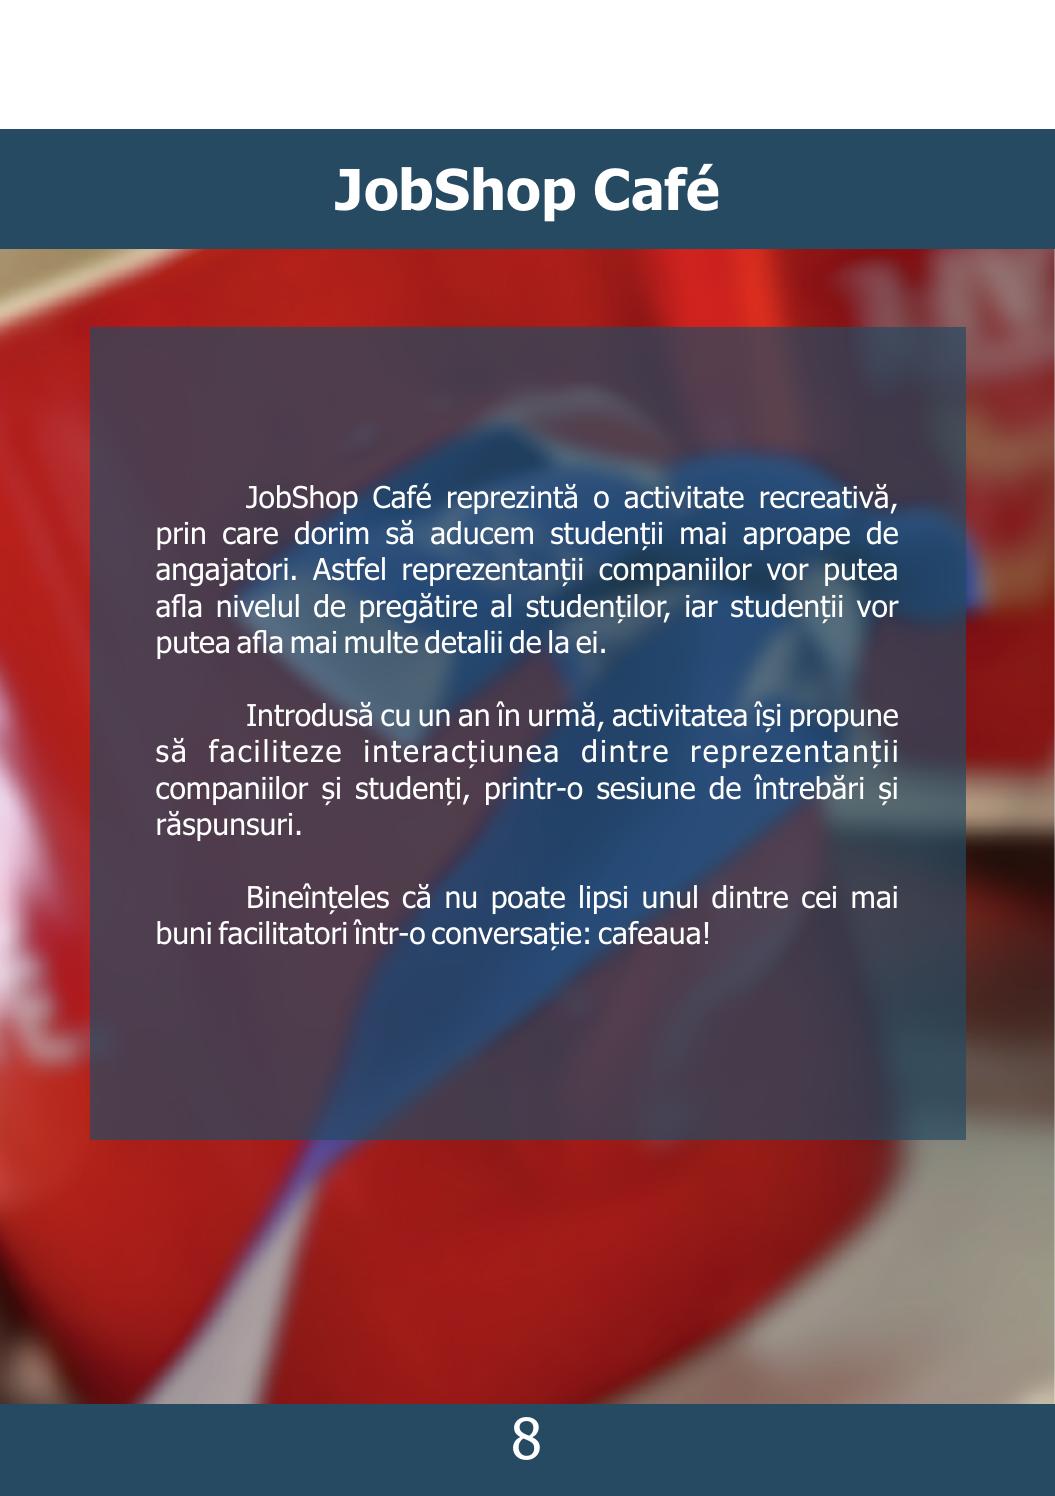 JobShop Café
JobShop Café reprezintă o activitate recreativă,
prin care dorim să aducem studenții mai aproape de
angajatori. Astfel reprezentanții companiilor vor putea
afla nivelul de pregătire al studenților, iar studenții vor
putea afla mai multe detalii de la ei.
Introdusă cu un an în urmă, activitatea își propune
să faciliteze interacțiunea dintre reprezentanții
companiilor și studenți, printr-o sesiune de întrebări și
răspunsuri.
Bineînțeles că nu poate lipsi unul dintre cei mai
buni facilitatori într-o conversație: cafeaua!
8